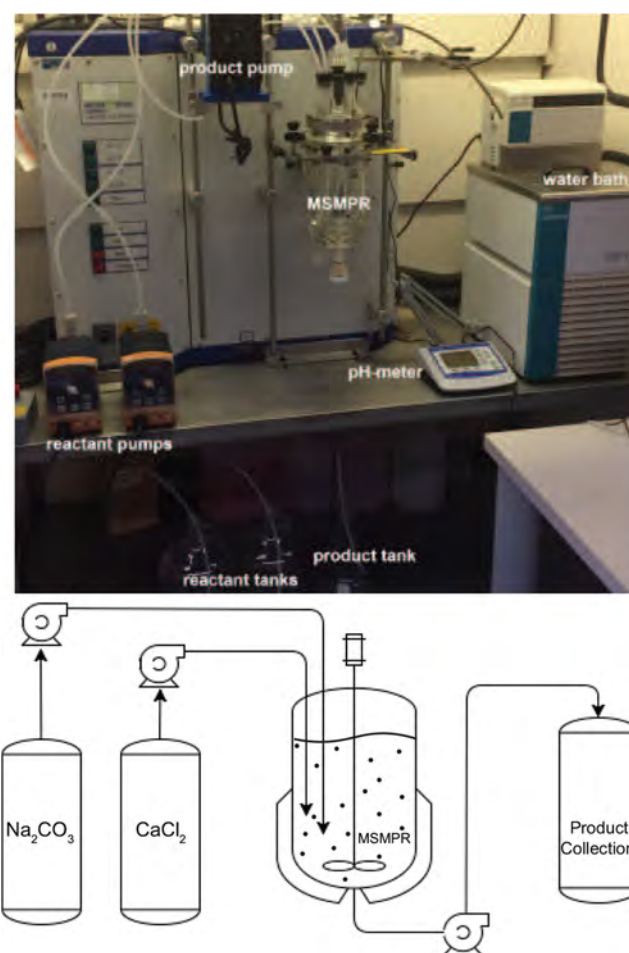 product pump
water bath
MSMPR
pH-meter
reactant pumps
product tank
reactant tanks
Na₂CO₃
CaCl₂
MSMPR
Product
Collection